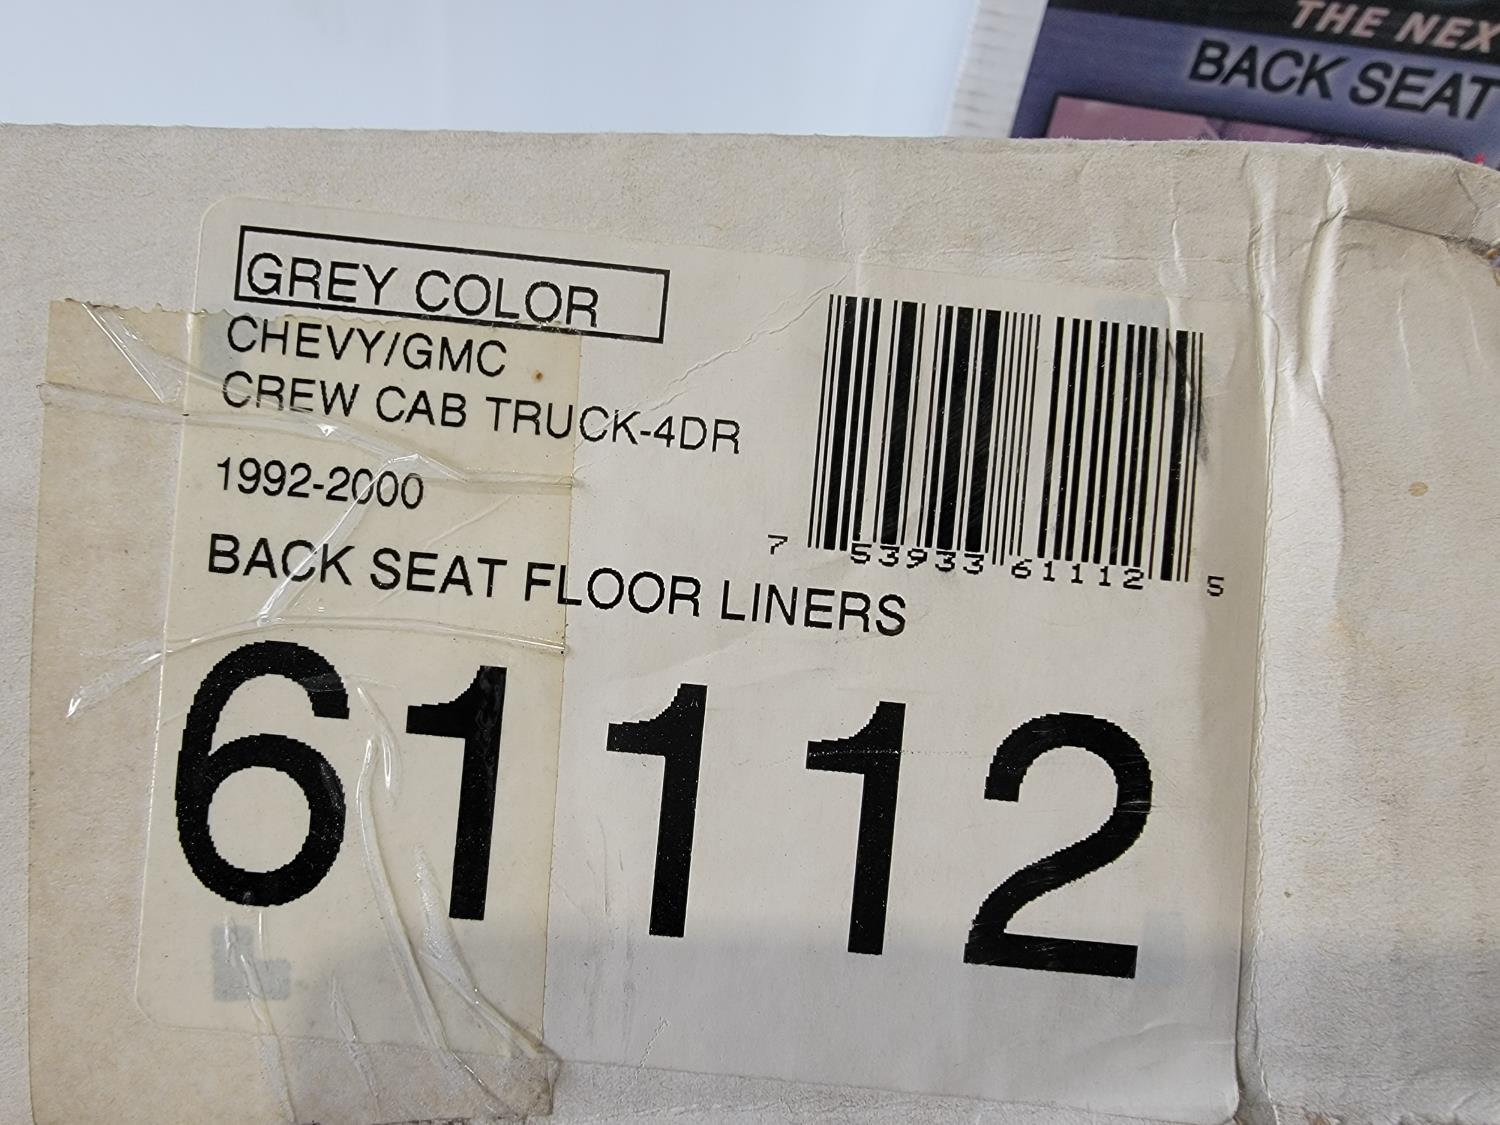 THE NEX
BACK SEAT
GREY COLOR
CHEVY/GMC
CREW CAB TRUCK-4DR
1992-2000
BACK SEAT FLOOR LINERS
7 53933 61112 5
61112